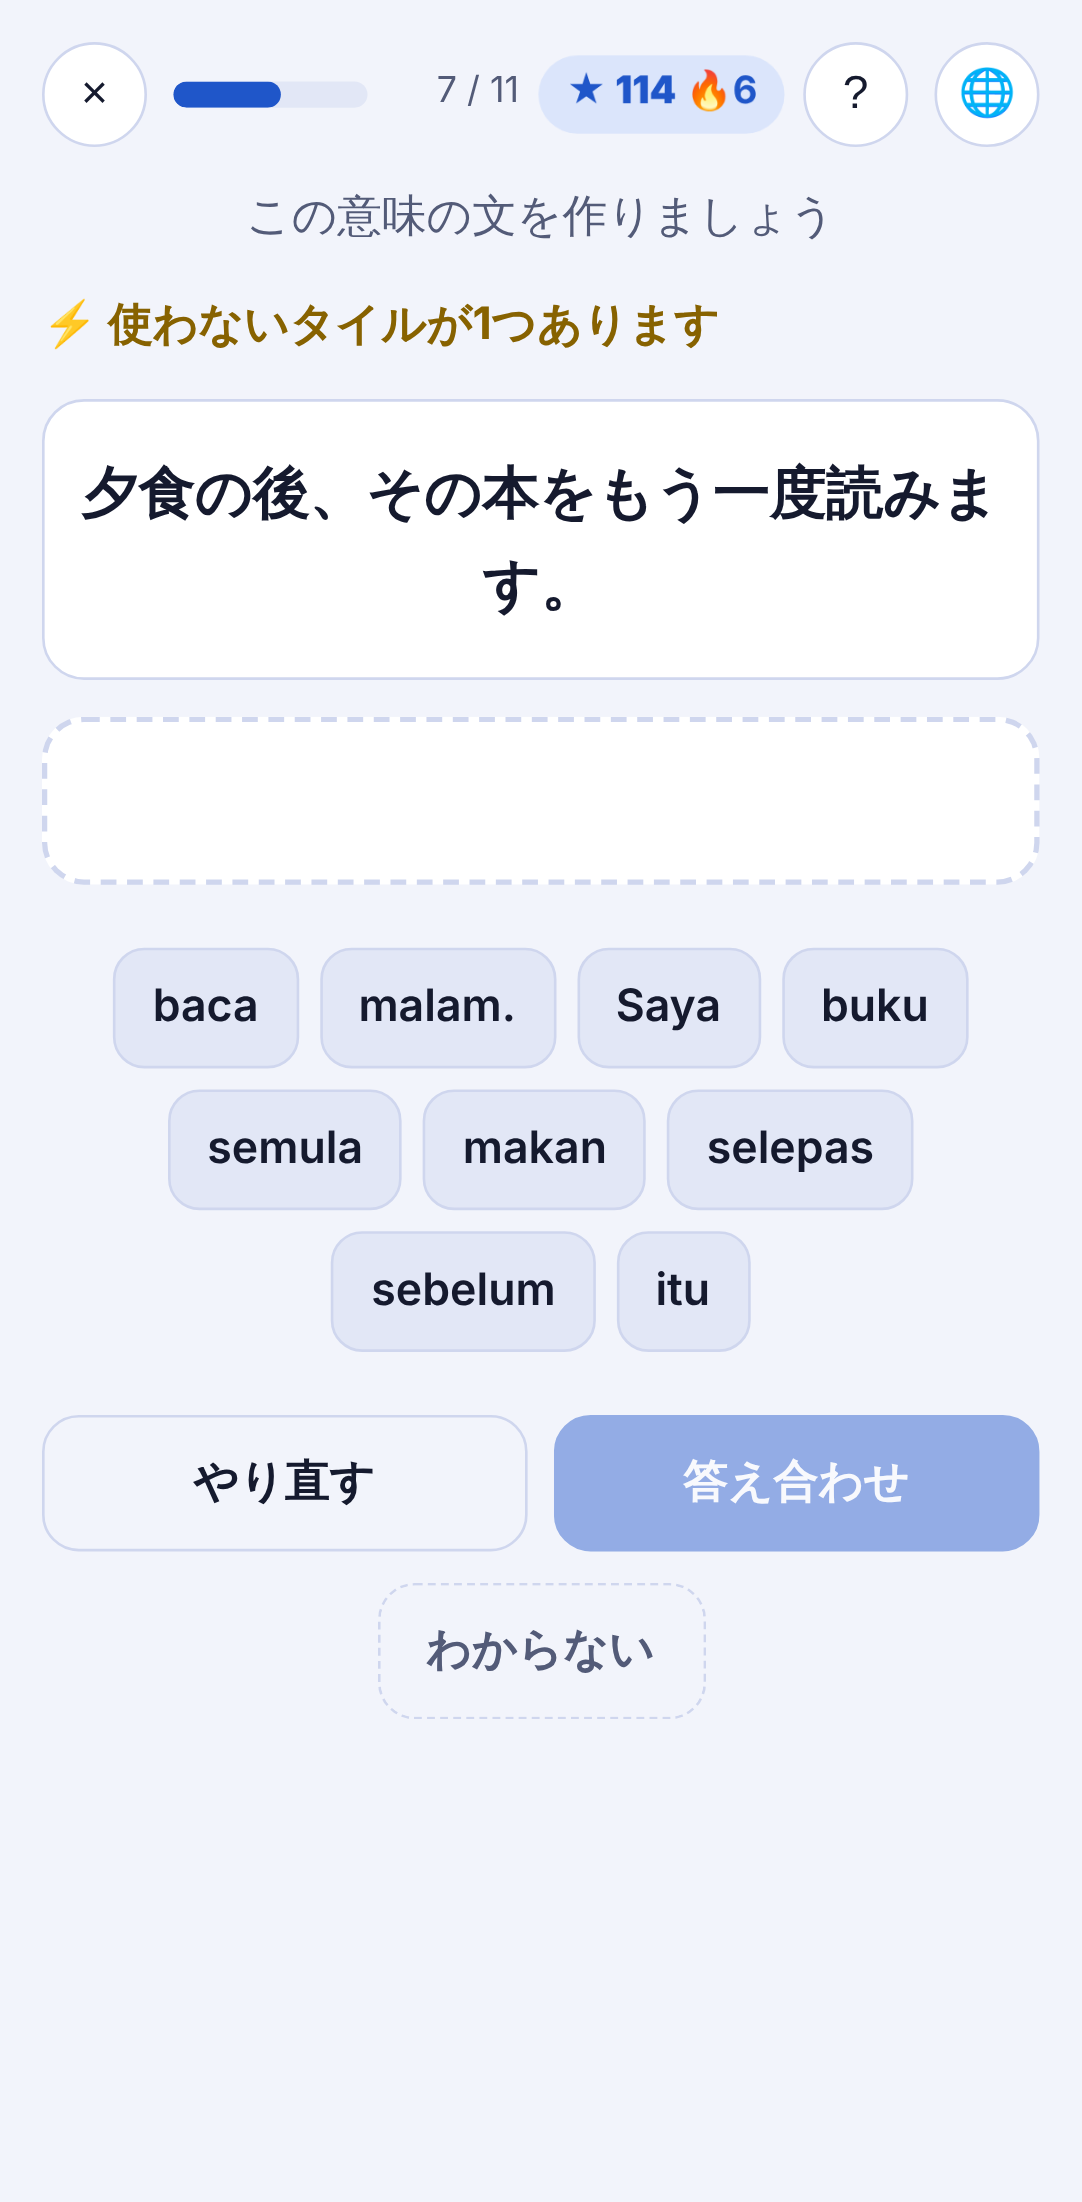 × 7 / 11 ★ 114 🔥6 ? 🌐
この意味の文を作りましょう
⚡ 使わないタイルが1つあります
夕食の後、その本をもう一度読みま
す。
baca malam. Saya buku
semula makan selepas
sebelum itu
やり直す 答え合わせ
わからない